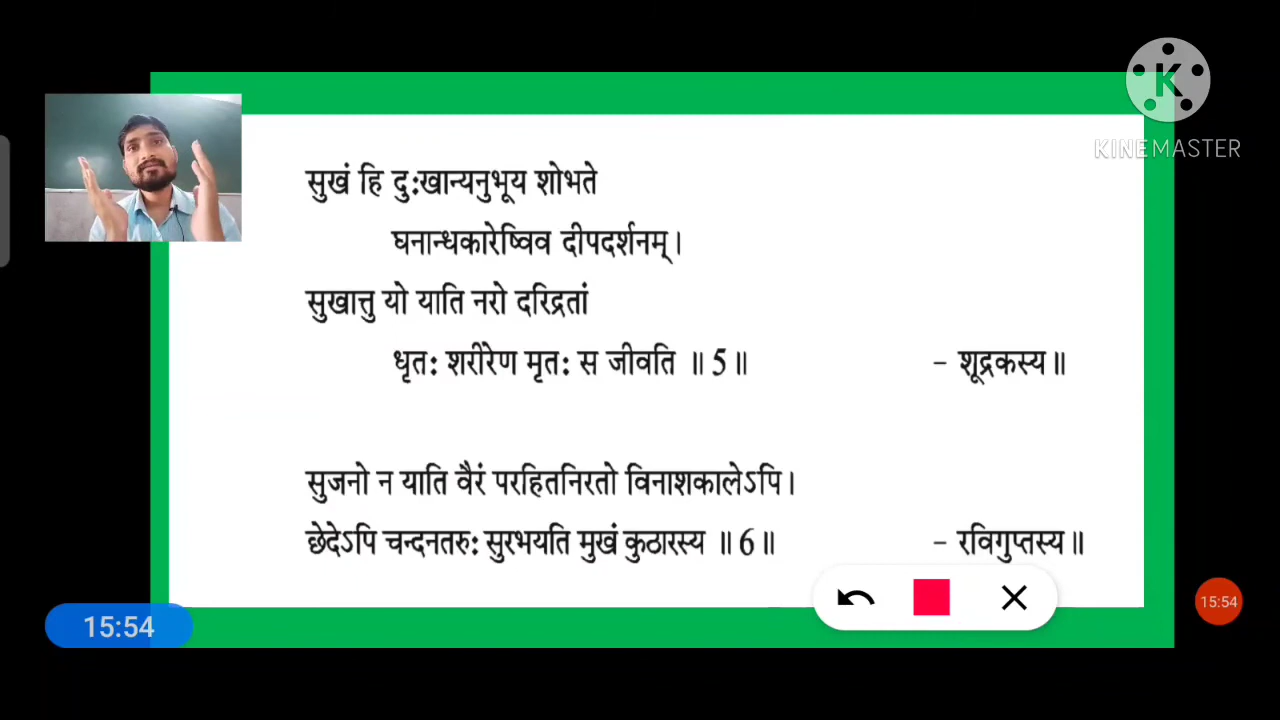 KINEMASTER
सुखं हि दु:खान्यनुभूय शोभते
घनान्धकारेष्विव दीपदर्शनम्।
सुखात्तु यो याति नरो दरिद्रतां
धृत: शरीरेण मृत: स जीवति ॥5॥ - शूद्रकस्य॥
सुजनो न याति वैरं परहितनिरतो विनाशकालेऽपि।
छेदेऽपि चन्दनतरु: सुरभयति मुखं कुठारस्य ॥6॥ - रविगुप्तस्य॥
15:54
15:54